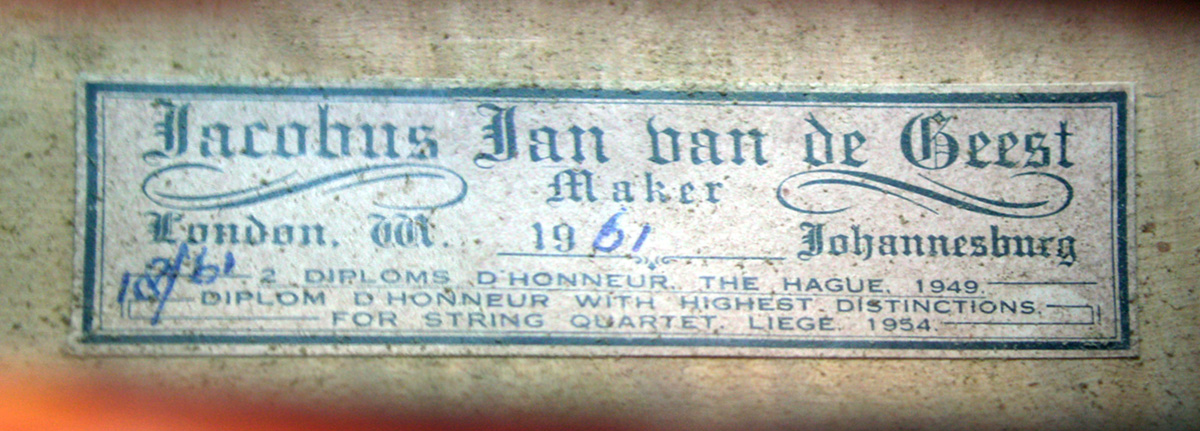 Jacobus Jan van de Geest
Maker
London. W. 1961 Johannesburg
2 DIPLOMS D'HONNEUR. THE HAGUE. 1949.
DIPLOM D'HONNEUR WITH HIGHEST DISTINCTIONS.
FOR STRING QUARTET. LIEGE. 1954.